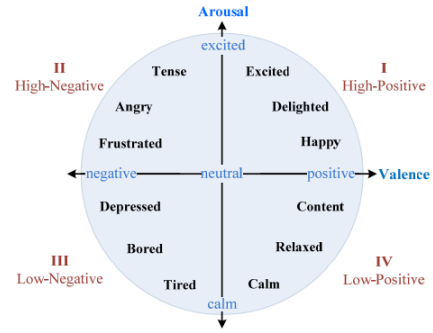 Arousal
excited
II
High-Negative
I
High-Positive
Tense
Excited
Angry
Delighted
Frustrated
Happy
negative
neutral
positive
Valence
Depressed
Content
Bored
Relaxed
III
Low-Negative
IV
Low-Positive
Tired
Calm
calm